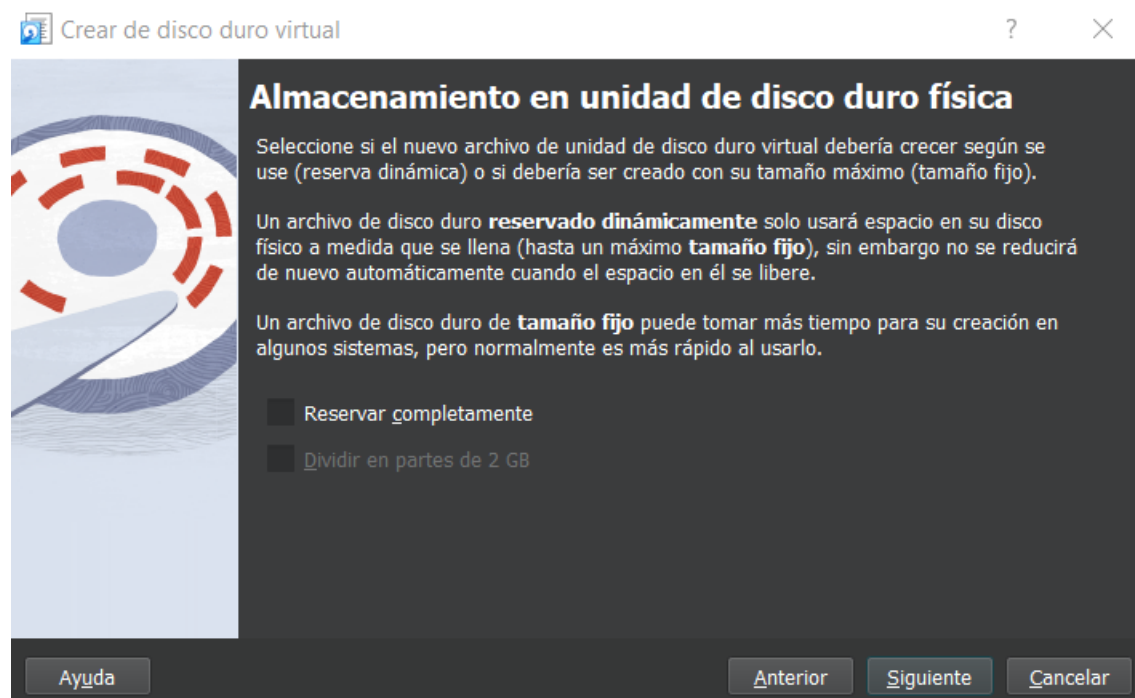 Crear de disco duro virtual
?
Almacenamiento en unidad de disco duro física
Seleccione si el nuevo archivo de unidad de disco duro virtual debería crecer según se
use (reserva dinámica) o si debería ser creado con su tamaño máximo (tamaño fijo).
Un archivo de disco duro reservado dinámicamente solo usará espacio en su disco
físico a medida que se llena (hasta un máximo tamaño fijo), sin embargo no se reducirá
de nuevo automáticamente cuando el espacio en él se libere.
Un archivo de disco duro de tamaño fijo puede tomar más tiempo para su creación en
algunos sistemas, pero normalmente es más rápido al usarlo.
Reservar completamente
Dividir en partes de 2 GB
Ayuda
Anterior
Siguiente
Cancelar